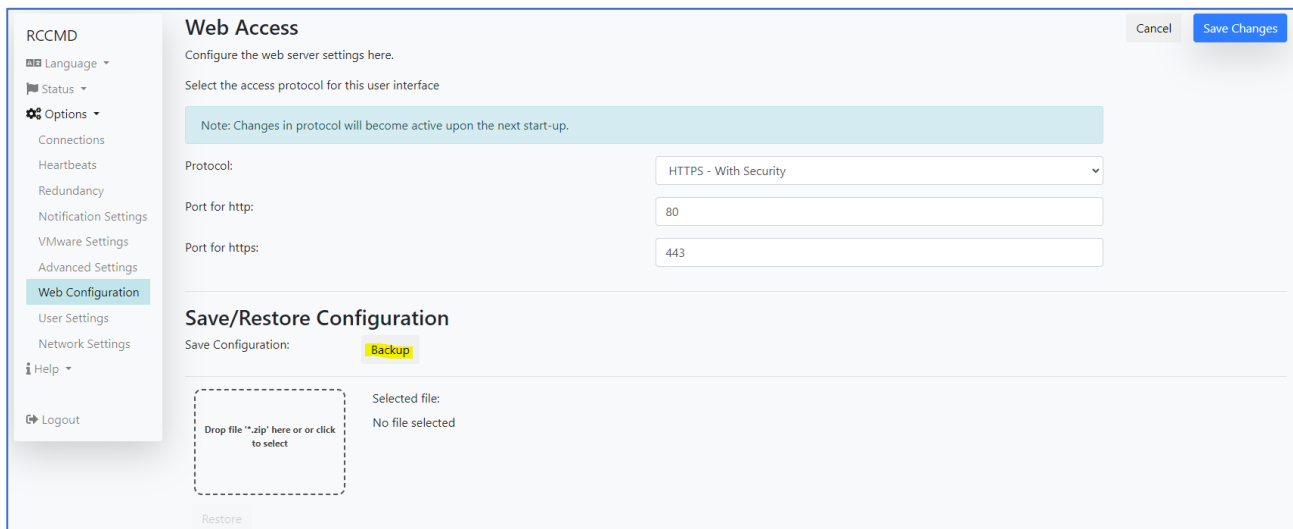 RCCMD
Language
Status
Options
Connections
Heartbeats
Redundancy
Notification Settings
VMware Settings
Advanced Settings
Web Configuration
User Settings
Network Settings
Help
Logout
Web Access
Cancel
Save Changes
Configure the web server settings here.
Select the access protocol for this user interface
Note: Changes in protocol will become active upon the next start-up.
Protocol:
HTTPS - With Security
Port for http:
80
Port for https:
443
Save/Restore Configuration
Save Configuration:
Backup
Drop file '*.zip' here or or click
to select
Selected file:
No file selected
Restore